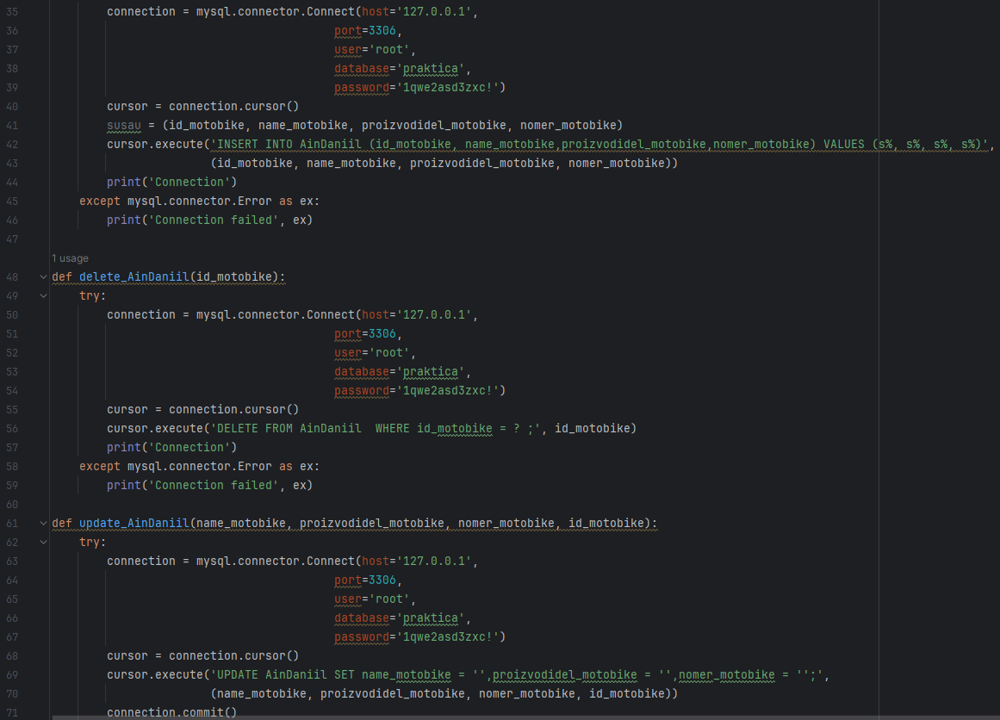 35 connection = mysql.connector.Connect(host='127.0.0.1',
36 port=3306,
37 user='root',
38 database='praktica',
39 password='1qwe2asd3zxc!')
40 cursor = connection.cursor()
41 susau = (id_motobike, name_motobike, proizvodidel_motobike, nomer_motobike)
42 cursor.execute('INSERT INTO AinDaniil (id_motobike, name_motobike,proizvodidel_motobike,nomer_motobike) VALUES (s%, s%, s%, s%)',
43 (id_motobike, name_motobike, proizvodidel_motobike, nomer_motobike))
44 print('Connection')
45 except mysql.connector.Error as ex:
46 print('Connection failed', ex)
47
1 usage
48 def delete_AinDaniil(id_motobike):
49 try:
50 connection = mysql.connector.Connect(host='127.0.0.1',
51 port=3306,
52 user='root',
53 database='praktica',
54 password='1qwe2asd3zxc!')
55 cursor = connection.cursor()
56 cursor.execute('DELETE FROM AinDaniil  WHERE id_motobike = ? ;', id_motobike)
57 print('Connection')
58 except mysql.connector.Error as ex:
59 print('Connection failed', ex)
60
61 def update_AinDaniil(name_motobike, proizvodidel_motobike, nomer_motobike, id_motobike):
62 try:
63 connection = mysql.connector.Connect(host='127.0.0.1',
64 port=3306,
65 user='root',
66 database='praktica',
67 password='1qwe2asd3zxc!')
68 cursor = connection.cursor()
69 cursor.execute('UPDATE AinDaniil SET name_motobike = '',proizvodidel_motobike = '',nomer_motobike = '';',
70 (name_motobike, proizvodidel_motobike, nomer_motobike, id_motobike))
71 connection.commit()